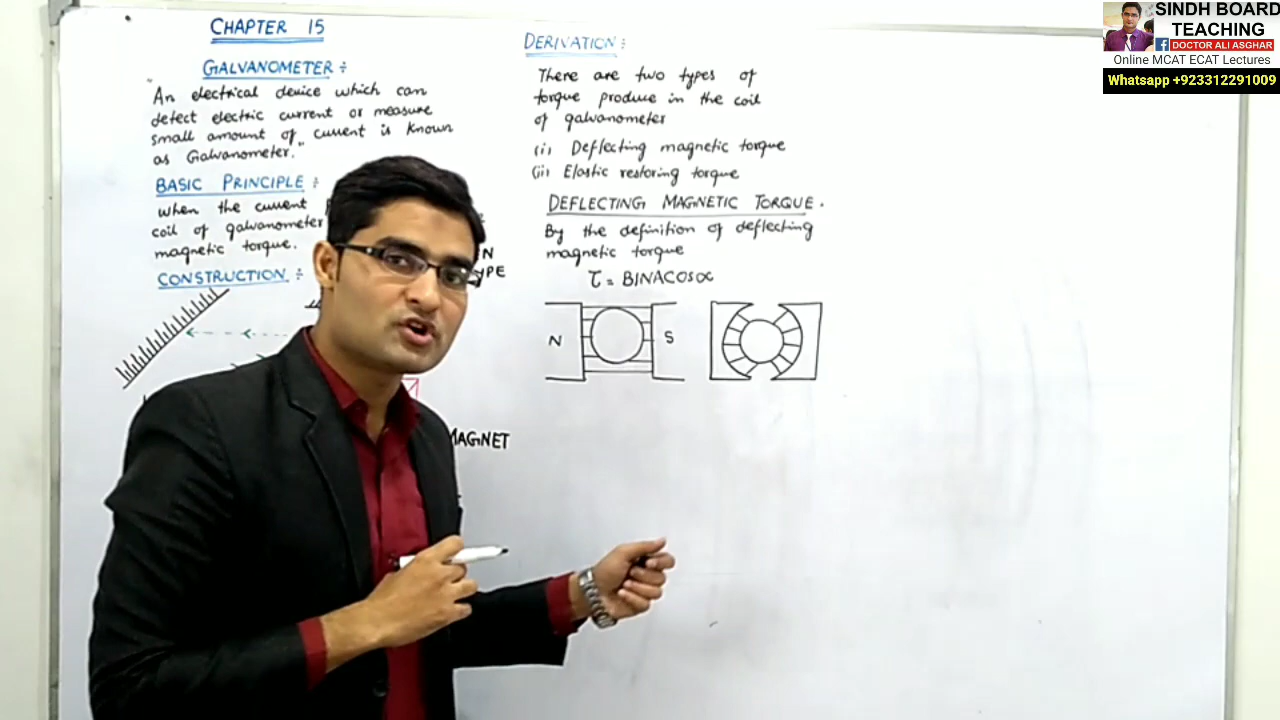 CHAPTER 15
GALVANOMETER ÷
"An electrical device which can
detect electric current or measure
small amount of current is known
as Galvanometer."
BASIC PRINCIPLE ÷
when the current
coil of galvanometer
magnetic torque.
CONSTRUCTION ÷
MAGNET
DERIVATION ÷
There are two types of
torque produce in the coil
of galvanometer
(i) Deflecting magnetic torque
(ii) Elastic restoring torque
DEFLECTING MAGNETIC TORQUE.
By the definition of deflecting
magnetic torque
τ = BINACOSα
N S
SINDH BOARD
TEACHING
f DOCTOR ALI ASGHAR
Online MCAT ECAT Lectures
Whatsapp +923312291009